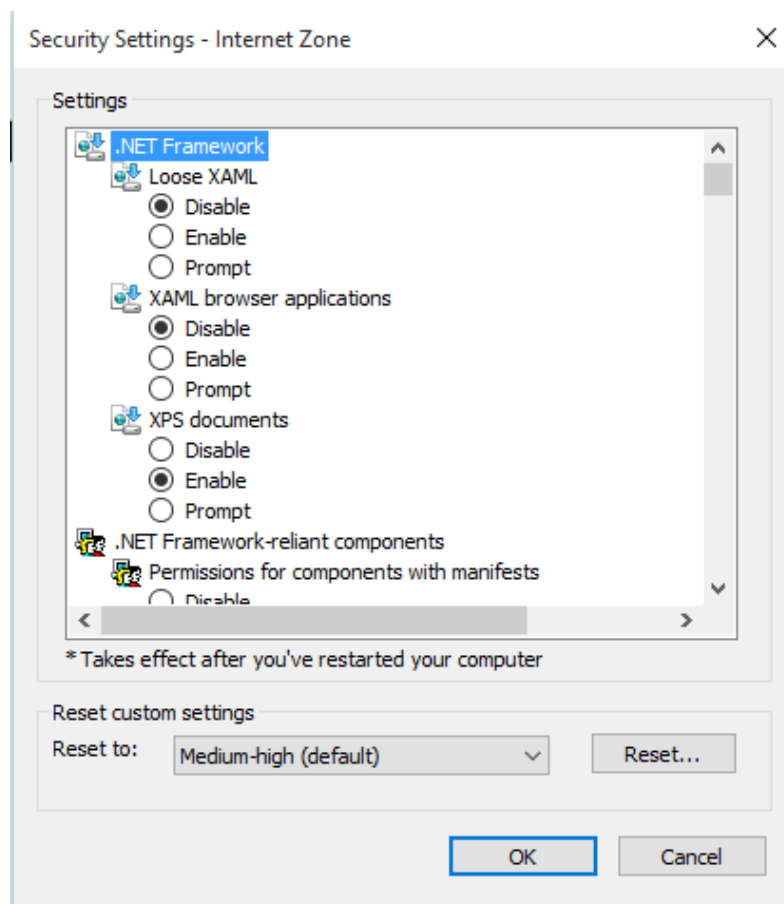 Security Settings - Internet Zone
Settings
.NET Framework
Loose XAML
Disable
Enable
Prompt
XAML browser applications
Disable
Enable
Prompt
XPS documents
Disable
Enable
Prompt
.NET Framework-reliant components
Permissions for components with manifests
Disable
* Takes effect after you've restarted your computer
Reset custom settings
Reset to: Medium-high (default) Reset...
OK Cancel